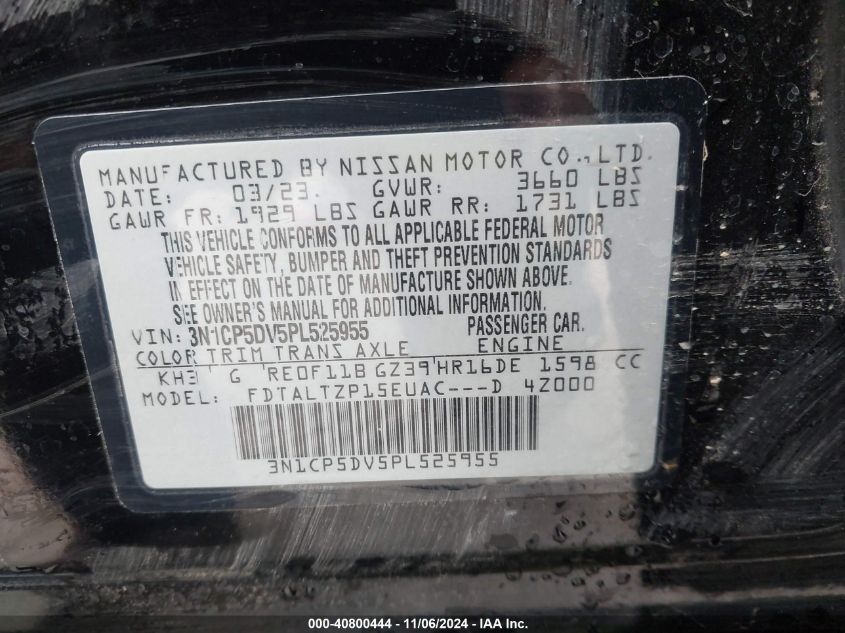 MANUFACTURED BY NISSAN MOTOR CO., LTD.
DATE: 03/23. GVWR: 3660 LBS
GAWR FR: 1929 LBS GAWR RR: 1731 LBS
THIS VEHICLE CONFORMS TO ALL APPLICABLE FEDERAL MOTOR
VEHICLE SAFETY, BUMPER AND THEFT PREVENTION STANDARDS
IN EFFECT ON THE DATE OF MANUFACTURE SHOWN ABOVE.
SEE OWNER'S MANUAL FOR ADDITIONAL INFORMATION.
VIN: 3N1CP5DV5PL525955 PASSENGER CAR.
COLOR TRIM TRANS AXLE ENGINE
KH3 G RE0F11B GZ39 HR16DE 1598 CC
MODEL: FDTALTZP15EUAC---D 4Z000
3N1CP5DV5PL525955
000-40800444 - 11/06/2024 - Copyright © IAA, LLC